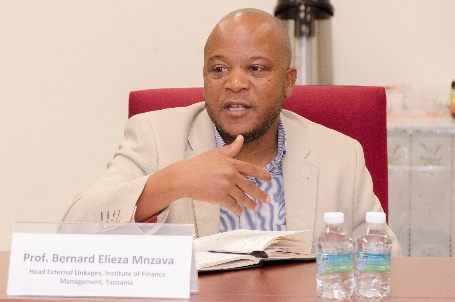 Prof. Bernard Elieza Mnzava
Head External Linkages, Institute of Finance
Management, Tanzania